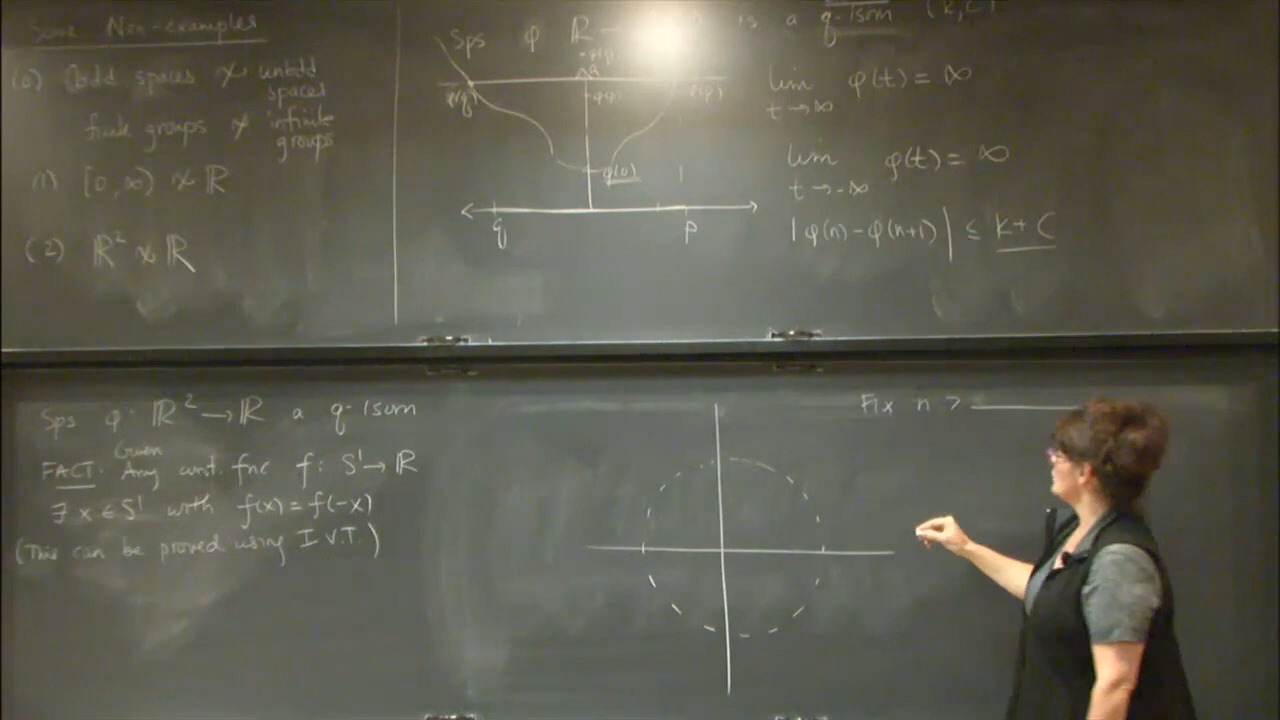 Some Non-examples
(0) bdd spaces ≁ unbdd spaces
finite groups ≁ infinite groups
(1) [0, ∞) ≁ ℝ
(2) ℝ² ≁ ℝ
Sps φ ℝ → is a q-isom (k,c)
φ(q)
φ(p)
φ(0)
q
p
lim t→∞ φ(t) = ∞
lim t→-∞ φ(t) = ∞
|φ(n) - φ(n+1)| ≤ k + C
Sps φ: ℝ² → ℝ a q-isom
Given
FACT: Any cont. fnc f: S¹ → ℝ
∃ x ∈ S¹ with f(x) = f(-x)
(This can be proved using I.V.T.)
Fix n >